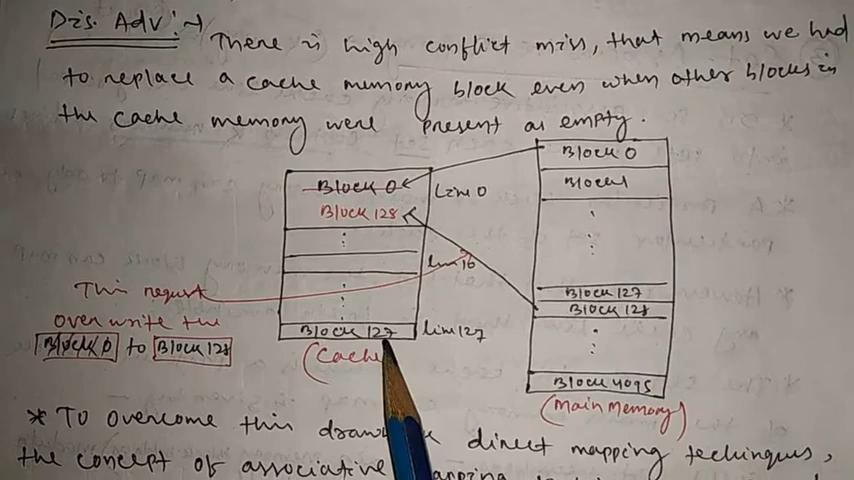 Dis. Adv:→ There is high conflict miss, that means we had
to replace a cache memory block even when other blocks in
the cache memory were present as empty.
Block 0
Block 128
:
:
Block 127
(Cache
Line 0
line 16
line 127
Block 0
Block 1
:
:
Block 127
Block 128
:
Block 4095
(Main Memory)
This request
overwrite the
Block 0 to Block 128
* To overcome this direct mapping techniques,
the concept of associative